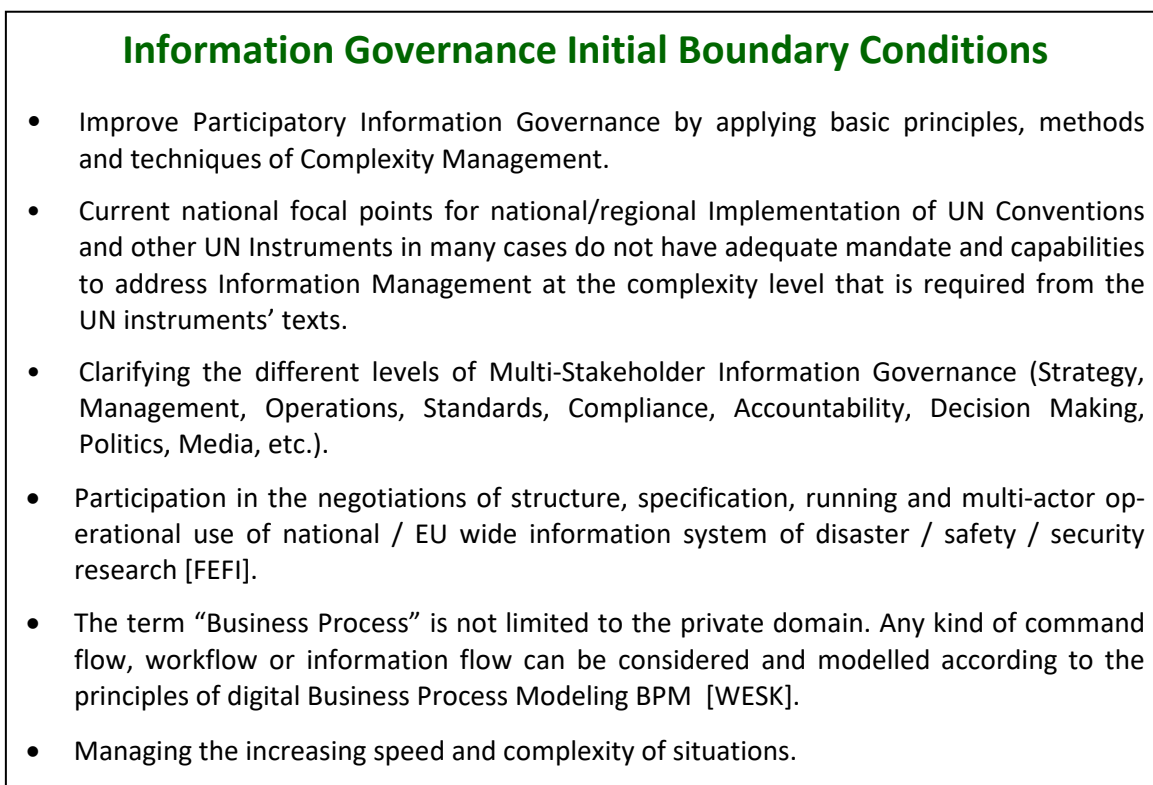 Information Governance Initial Boundary Conditions
• Improve Participatory Information Governance by applying basic principles, methods
and techniques of Complexity Management.
• Current national focal points for national/regional Implementation of UN Conventions
and other UN Instruments in many cases do not have adequate mandate and capabilities
to address Information Management at the complexity level that is required from the
UN instruments’ texts.
• Clarifying the different levels of Multi-Stakeholder Information Governance (Strategy,
Management, Operations, Standards, Compliance, Accountability, Decision Making,
Politics, Media, etc.).
• Participation in the negotiations of structure, specification, running and multi-actor op-
erational use of national / EU wide information system of disaster / safety / security
research [FEFI].
• The term “Business Process” is not limited to the private domain. Any kind of command
flow, workflow or information flow can be considered and modelled according to the
principles of digital Business Process Modeling BPM [WESK].
• Managing the increasing speed and complexity of situations.